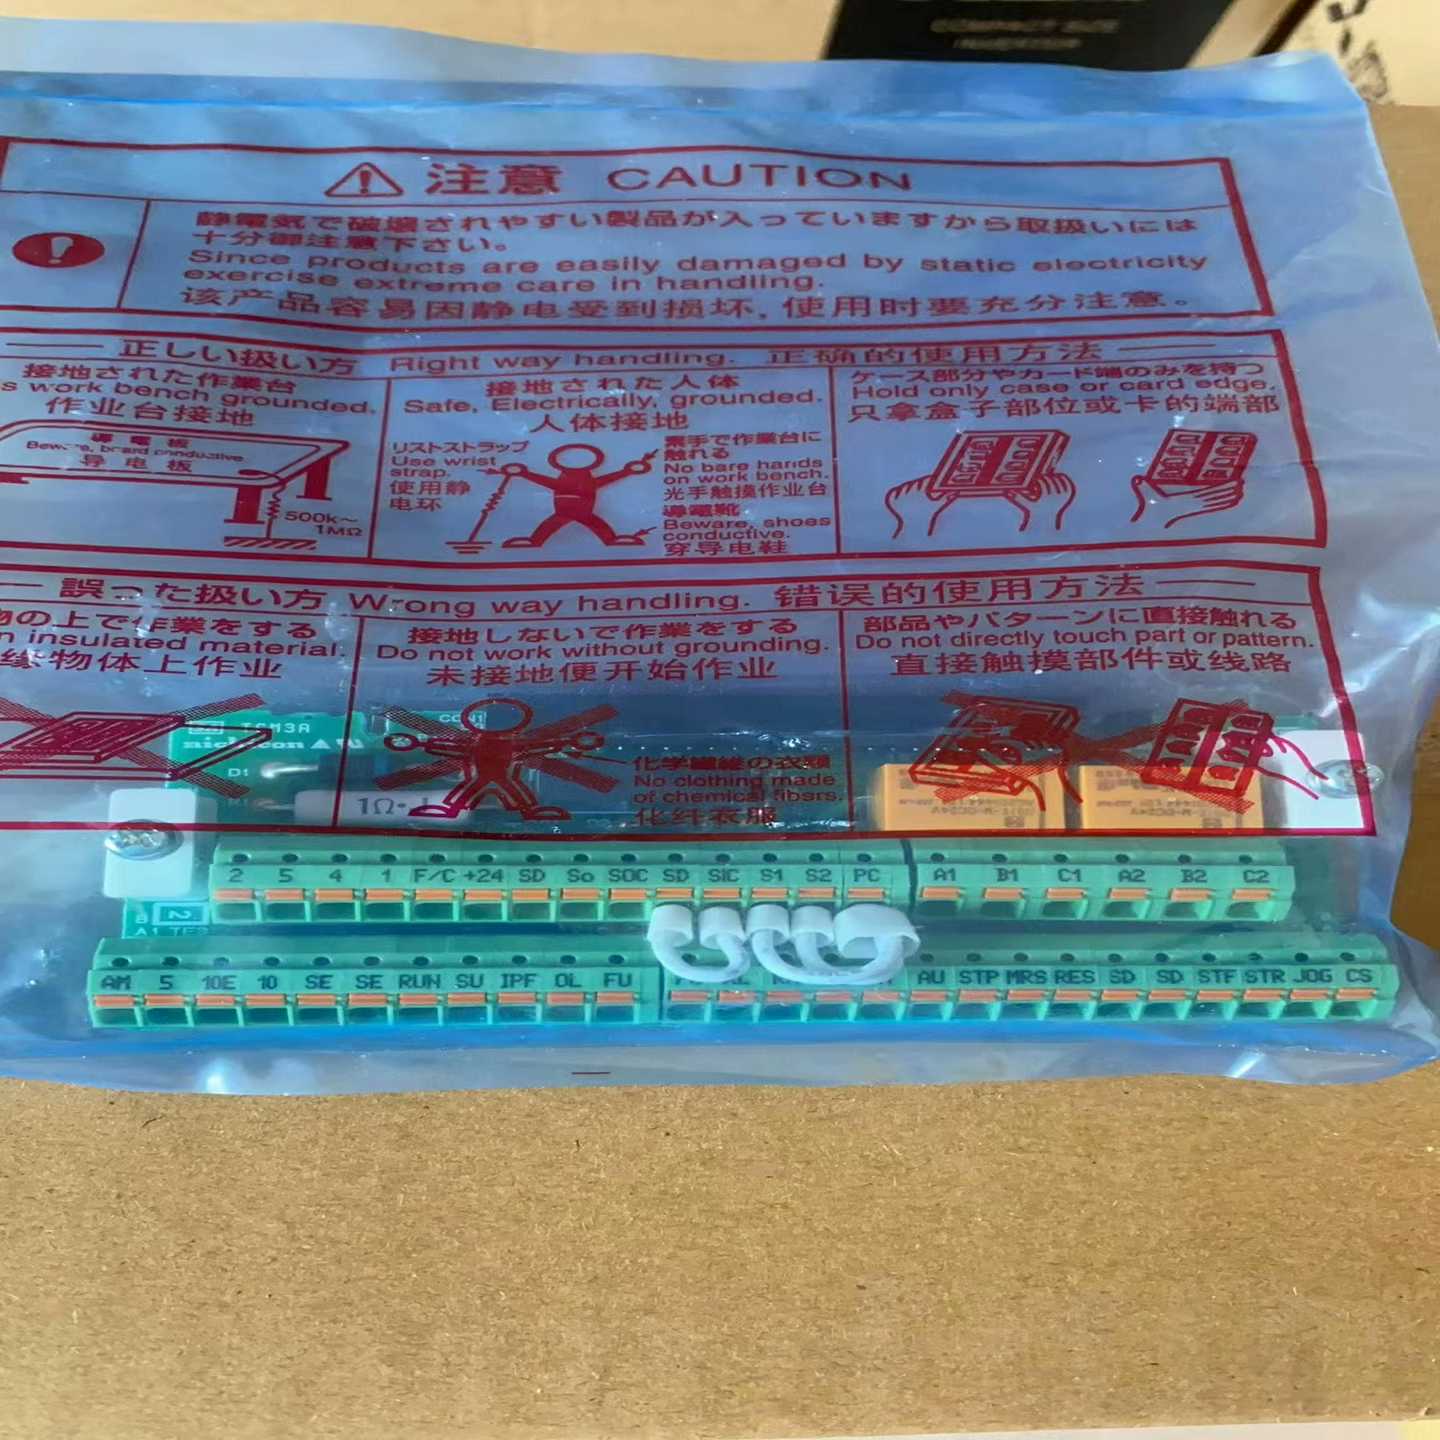 COMPACT SIZE
注意 CAUTION
静電気で破壊されやすい製品が入っていますから取扱いには
十分御注意下さい。
Since products are easily damaged by static electricity
exercise extreme care in handling.
该产品容易因静电受到损坏, 使用时要充分注意。
正しい扱い方 Right way handling. 正确的使用方法
接地された作業台
s work bench grounded.
作业台接地
導電板
Beware, board conductive
导电板
500k~
1MΩ
接地された人体
Safe, Electrically, grounded.
人体接地
リストストラップ
Use wrist
strap.
使用静
电环
素手で作業台に
触れる
No bare hands
on work bench.
光手触摸作业台
導電靴
Beware, shoes
conductive.
穿导电鞋
ケース部分やカード端のみを持つ
Hold only case or card edge.
只拿盒子部位或卡的端部
誤った扱い方 Wrong way handling. 错误的使用方法
物の上で作業をする
n insulated material.
缘物体上作业
接地しないで作業をする
Do not work without grounding.
未接地便开始作业
化学繊維の衣類
No clothing made
of chemical fibers.
化纤衣服
部品やパターンに直接触れる
Do not directly touch part or pattern.
直接触摸部件或线路
CON1
D1
1Ω
2 5 4 1 F/C +24 SD So SOC SD SIC S1 S2 PC A1 B1 C1 A2 B2 C2
AM 5 10E 10 SE SE RUN SU IPF OL FU AU STP MRS RES SD SD STF STR JOG CS